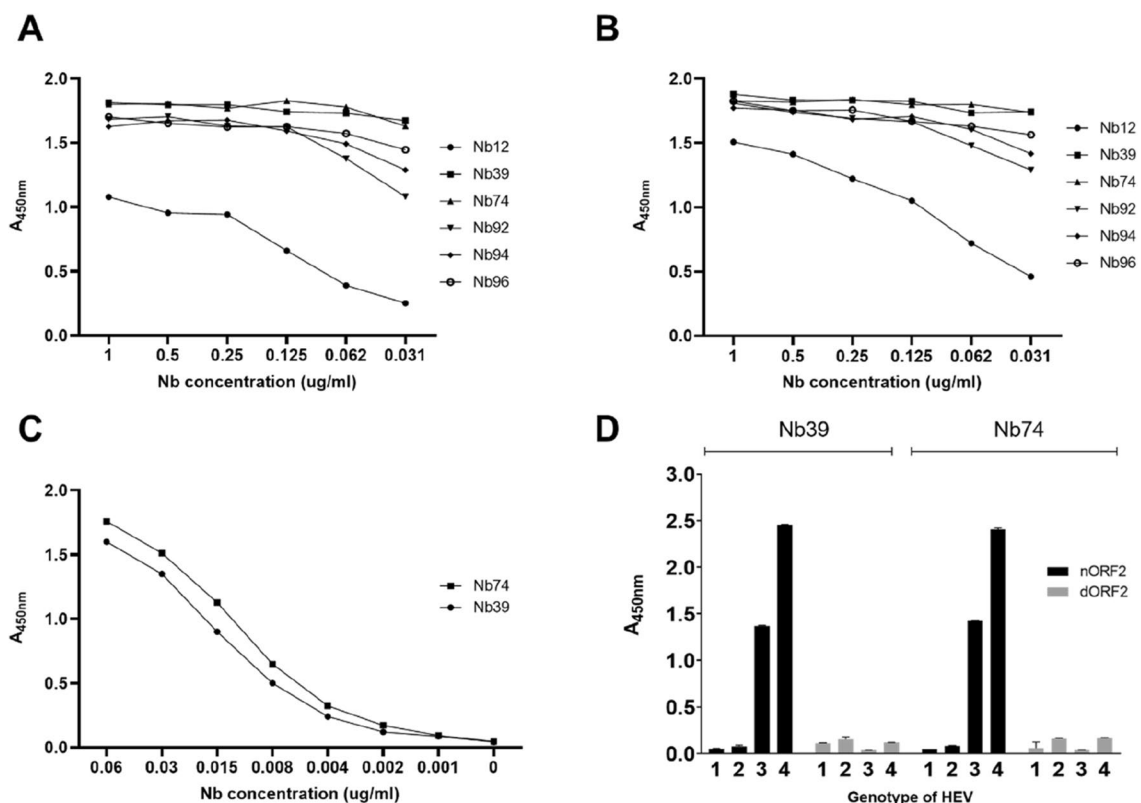 A
2.0
1.5
1.0
0.5
0.0
A450nm
1 0.5 0.25 0.125 0.062 0.031
Nb concentration (ug/ml)
Nb12
Nb39
Nb74
Nb92
Nb94
Nb96
B
2.0
1.5
1.0
0.5
0.0
A450nm
1 0.5 0.25 0.125 0.062 0.031
Nb concentration (ug/ml)
Nb12
Nb39
Nb74
Nb92
Nb94
Nb96
C
2.0
1.5
1.0
0.5
0.0
A450nm
0.06 0.03 0.015 0.008 0.004 0.002 0.001 0
Nb concentration (ug/ml)
Nb74
Nb39
D
Nb39 Nb74
3.0
2.5
2.0
1.5
1.0
0.5
0.0
A450nm
1 2 3 4 1 2 3 4 1 2 3 4 1 2 3 4
Genotype of HEV
nORF2
dORF2